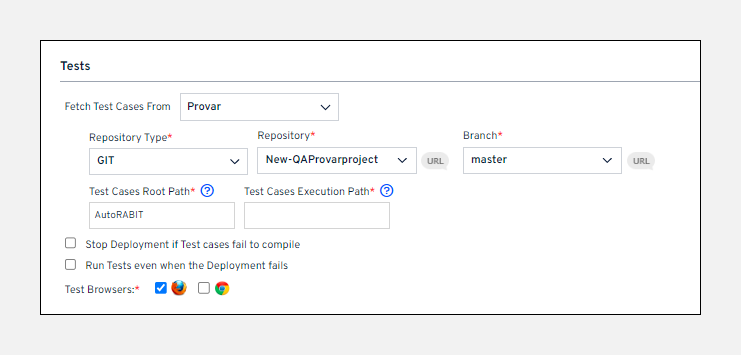 Tests
Fetch Test Cases From Provar
Repository Type* Repository* Branch*
GIT New-QAProvarproject URL master URL
Test Cases Root Path* ? Test Cases Execution Path* ?
AutoRABIT
Stop Deployment if Test cases fail to compile
Run Tests even when the Deployment fails
Test Browsers:*